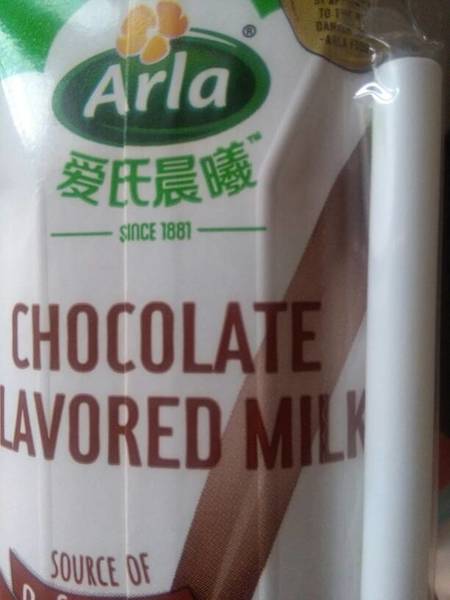 Arla®
爱氏晨曦™
SINCE 1881
CHOCOLATE
LAVORED MILK
SOURCE OF